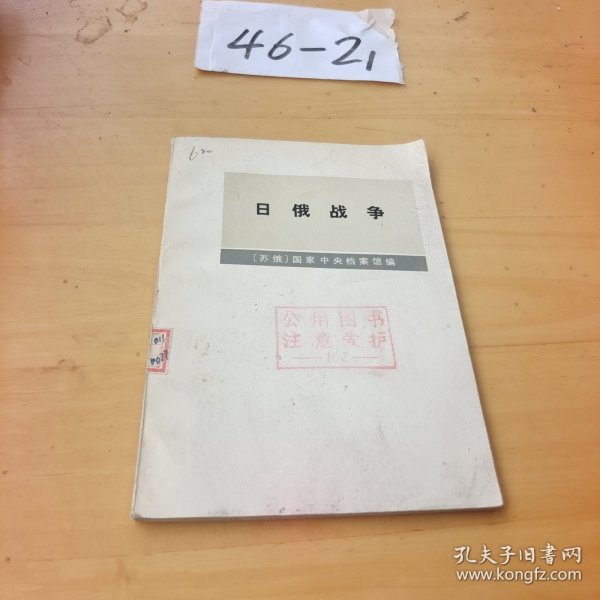 46-21
日俄战争
〔苏俄〕国家中央档案馆编
公用图书
注意爱护
孔夫子旧书网
www.kongfz.com